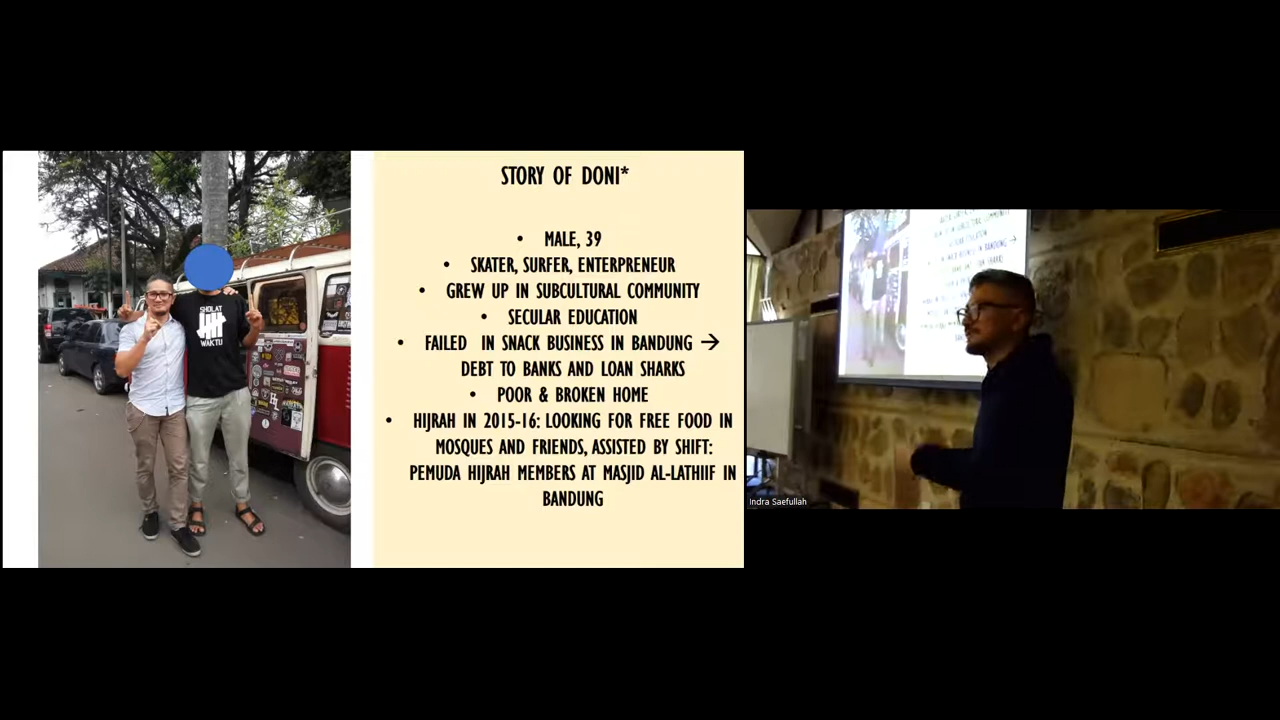 STORY OF DONI*
• MALE, 39
• SKATER, SURFER, ENTERPRENEUR
• GREW UP IN SUBCULTURAL COMMUNITY
• SECULAR EDUCATION
• FAILED IN SNACK BUSINESS IN BANDUNG →
DEBT TO BANKS AND LOAN SHARKS
• POOR & BROKEN HOME
• HIJRAH IN 2015-16: LOOKING FOR FREE FOOD IN
MOSQUES AND FRIENDS, ASSISTED BY SHIFT:
PEMUDA HIJRAH MEMBERS AT MASJID AL-LATHIIF IN
BANDUNG
SHOLAT
WAKTU
Indra Saefullah